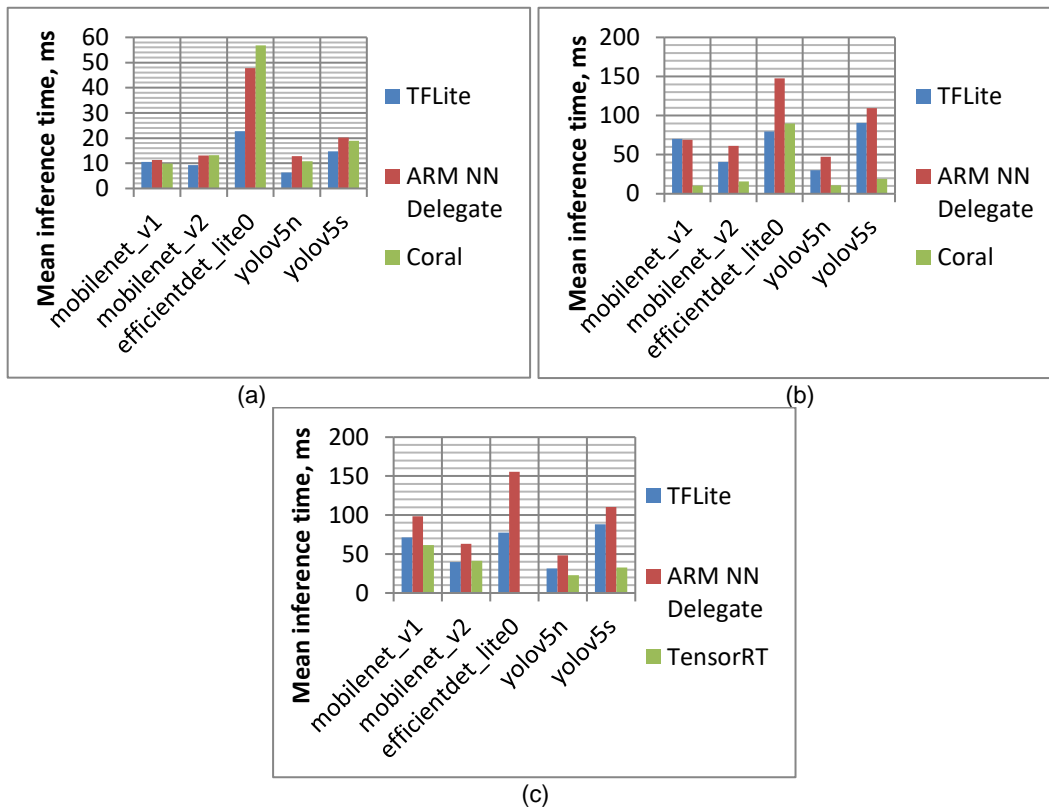 Mean inference time, ms
60
50
40
30
20
10
0
mobilenet_v1
mobilenet_v2
efficientdet_lite0
yolov5n
yolov5s
TFLite
ARM NN
Delegate
Coral
(a)
Mean inference time, ms
200
150
100
50
0
mobilenet_v1
mobilenet_v2
efficientdet_lite0
yolov5n
yolov5s
TFLite
ARM NN
Delegate
Coral
(b)
Mean inference time, ms
200
150
100
50
0
mobilenet_v1
mobilenet_v2
efficientdet_lite0
yolov5n
yolov5s
TFLite
ARM NN
Delegate
TensorRT
(c)